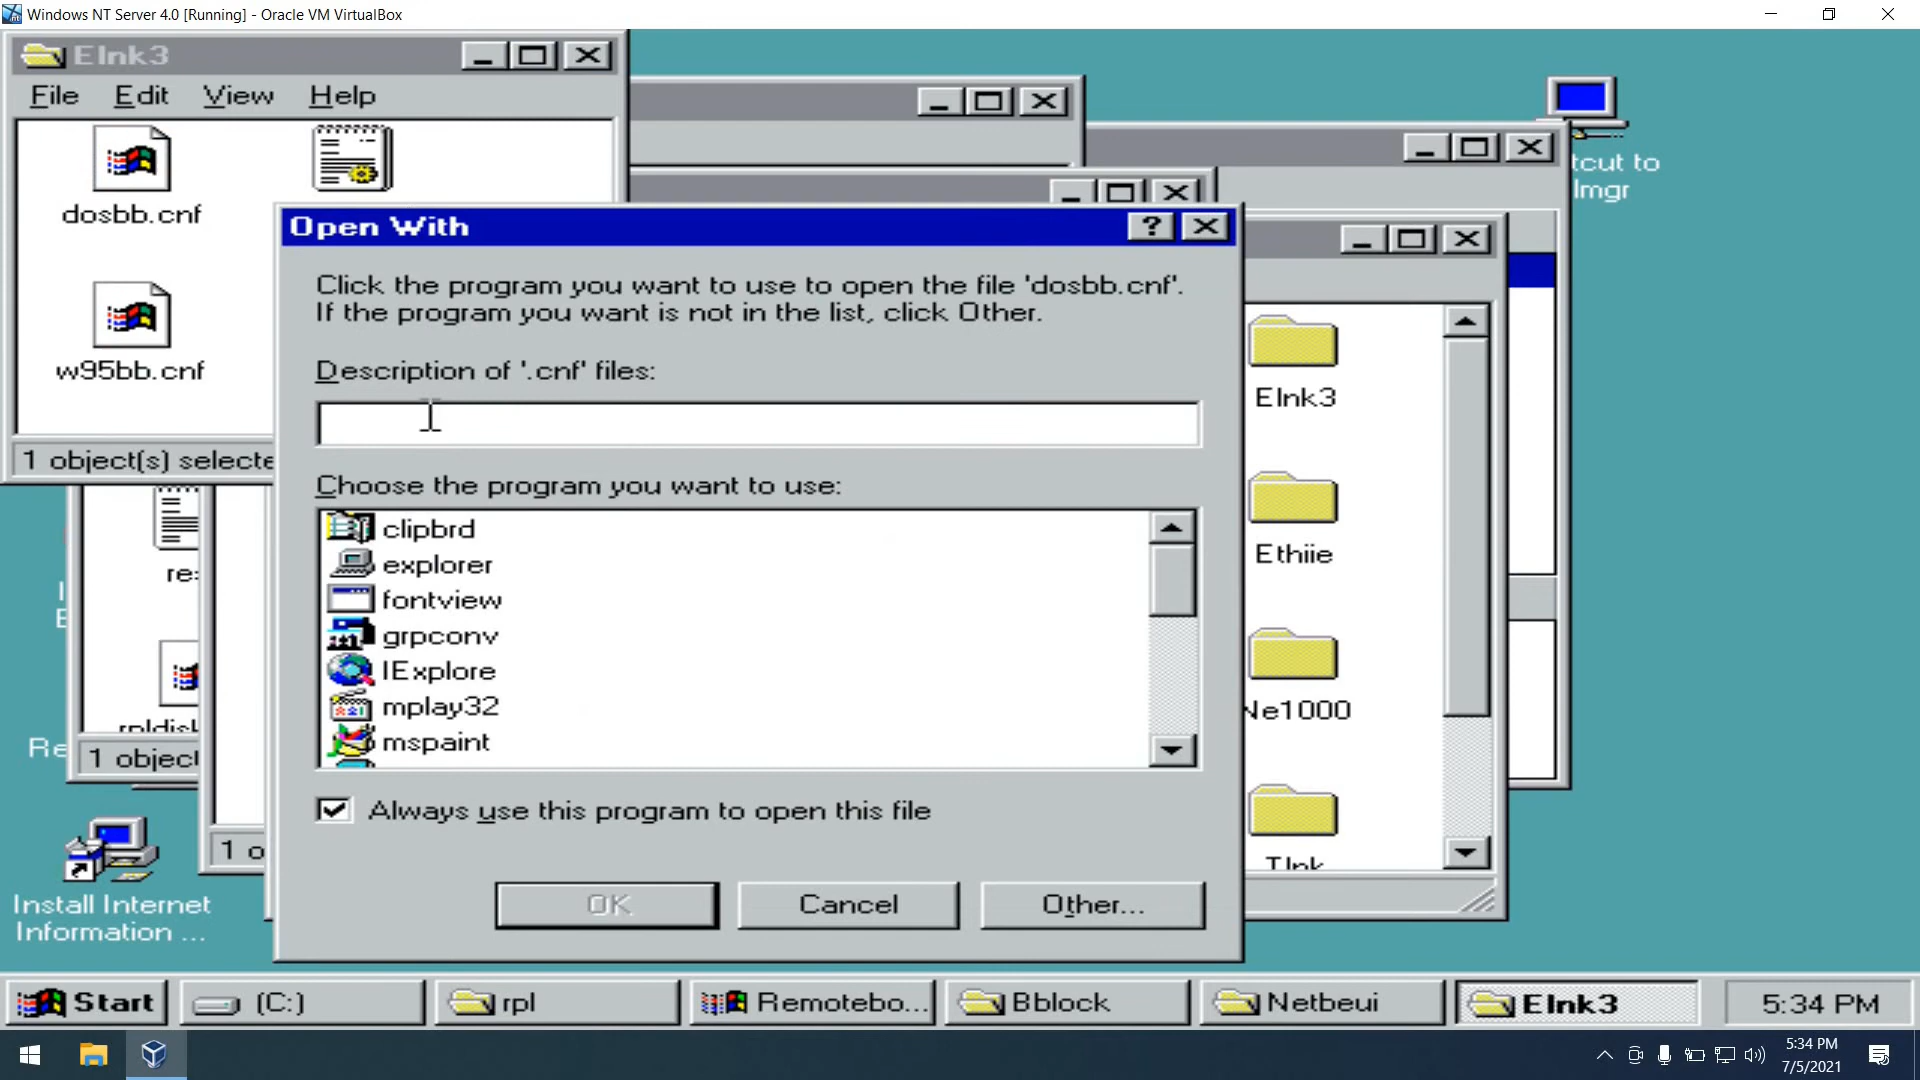 Windows NT Server 4.0 [Running] - Oracle VM VirtualBox
Elnk3
File Edit View Help
dosbb.cnf
w95bb.cnf
1 object(s) selecte
tcut to
lmgr
Open With
Click the program you want to use to open the file 'dosbb.cnf'.
If the program you want is not in the list, click Other.
Description of '.cnf' files:
Choose the program you want to use:
clipbrd
explorer
fontview
grpconv
IExplore
mplay32
mspaint
Always use this program to open this file
OK Cancel Other...
Elnk3
Ethiie
Ne1000
Tlnk
re
rpldisk
Re
1 object
1 o
Install Internet
Information ...
Start (C:) rpl Remotebo... Bblock Netbeui Elnk3 5:34 PM
5:34 PM
7/5/2021